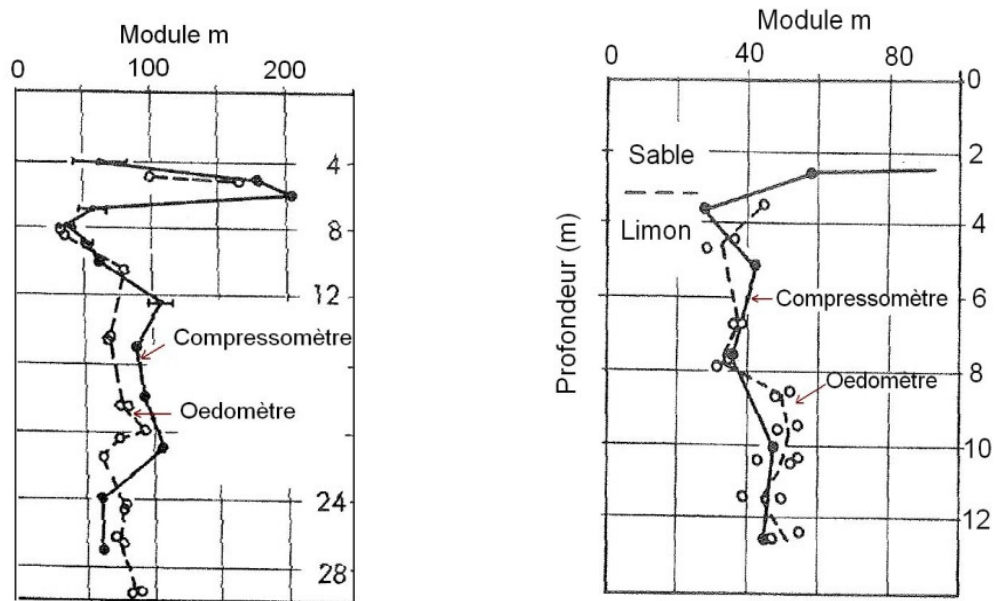 Module m
0 100 200
4
8
12
24
28
Compressomètre
Oedomètre
Module m
0 40 80
0
2
4
6
8
10
12
Sable
Limon
Profondeur (m)
Compressomètre
Oedomètre